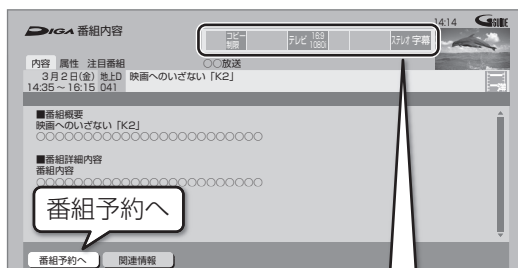 DIGA 番組内容
コピー制限
テレビ 16:9 1080i
ステレオ 字幕
14:14 GGUIDE
内容 属性 注目番組
○○放送
3月2日(金) 地上D 映画へのいざない「K2」
14:35~16:15 041
■番組概要
映画へのいざない「K2」
○○○○○○○○○○○○○○○○○○○○○○○
■番組詳細内容
番組内容
○○○○○○○○○○○○○○○○○○○○○○○
番組予約へ
番組予約へ 関連情報